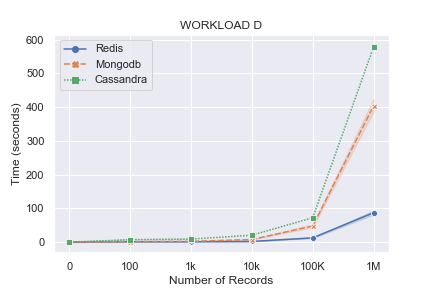 WORKLOAD D
Redis
Mongodb
Cassandra
600
500
400
300
200
100
0
Time (seconds)
0 100 1k 10k 100K 1M
Number of Records